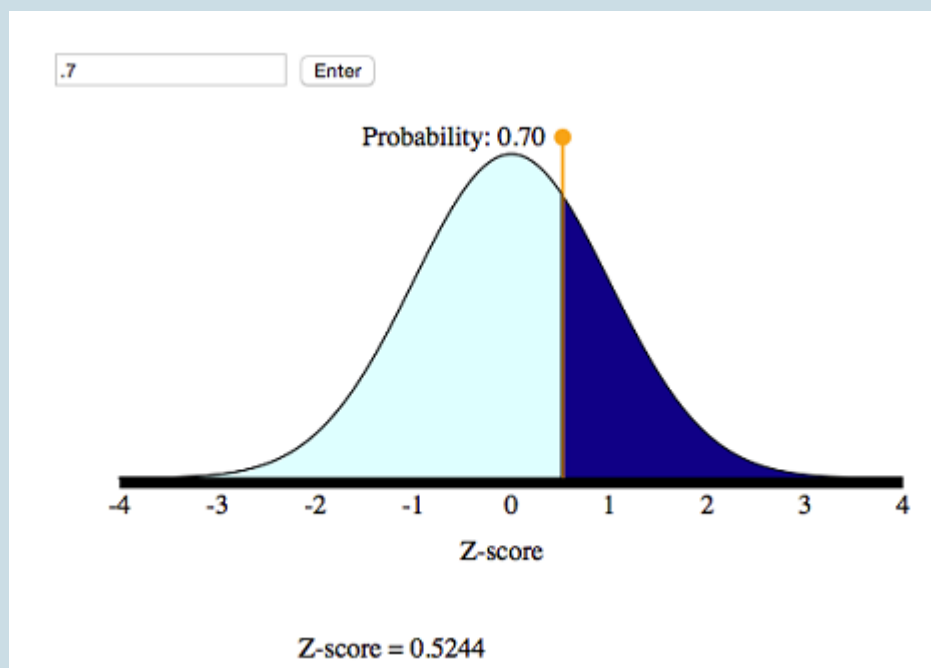 .7 Enter
Probability: 0.70
-4 -3 -2 -1 0 1 2 3 4
Z-score
Z-score = 0.5244